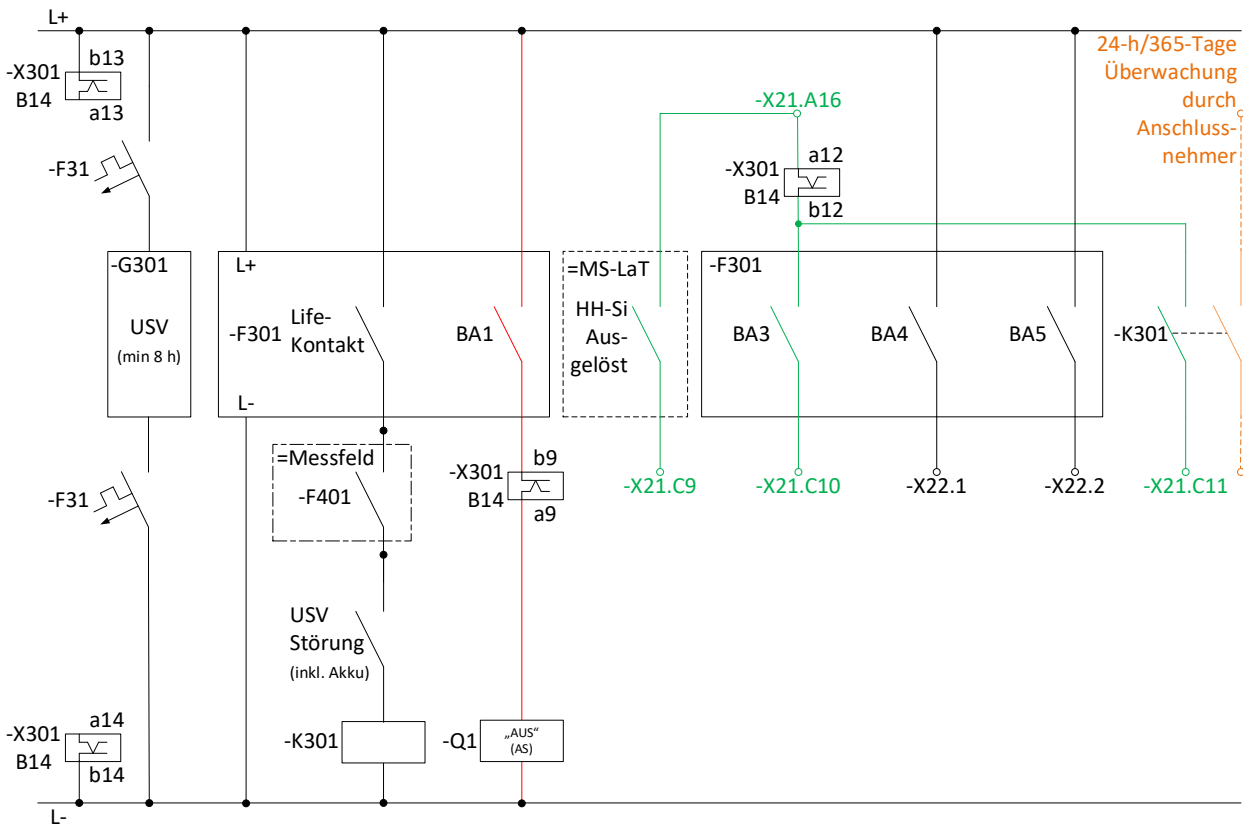 L+
-X301
B14
b13
a13
-F31
-G301
USV
(min 8 h)
-F31
-X301
B14
a14
b14
L-
L+
-F301
Life-
Kontakt
BA1
L-
=Messfeld
-F401
-X301
B14
b9
a9
USV
Störung
(inkl. Akku)
-K301
-Q1
„AUS“
(AS)
-X21.A16
-X301
B14
a12
b12
=MS-LaT
HH-Si
Aus-
gelöst
-F301
BA3
BA4
BA5
-K301
-X21.C9
-X21.C10
-X22.1
-X22.2
-X21.C11
24-h/365-Tage
Überwachung
durch
Anschluss-
nehmer